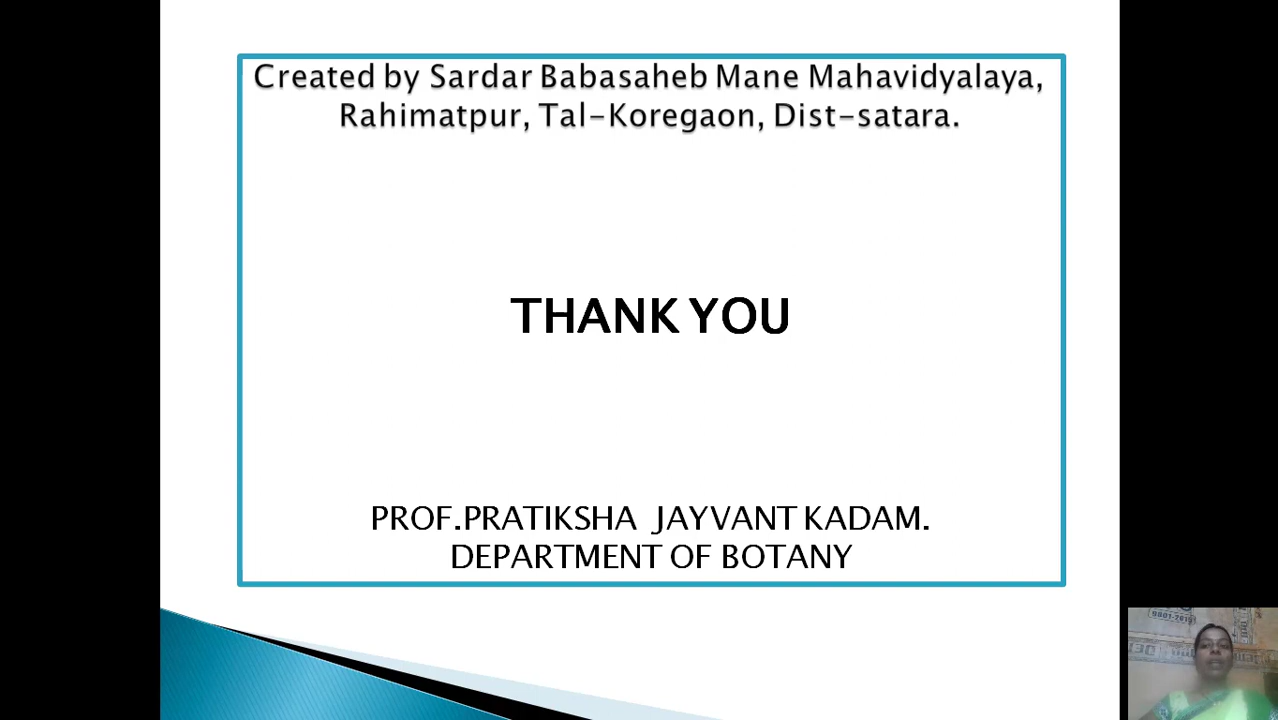 Created by Sardar Babasaheb Mane Mahavidyalaya,
Rahimatpur, Tal-Koregaon, Dist-satara.
THANK YOU
PROF.PRATIKSHA JAYVANT KADAM.
DEPARTMENT OF BOTANY